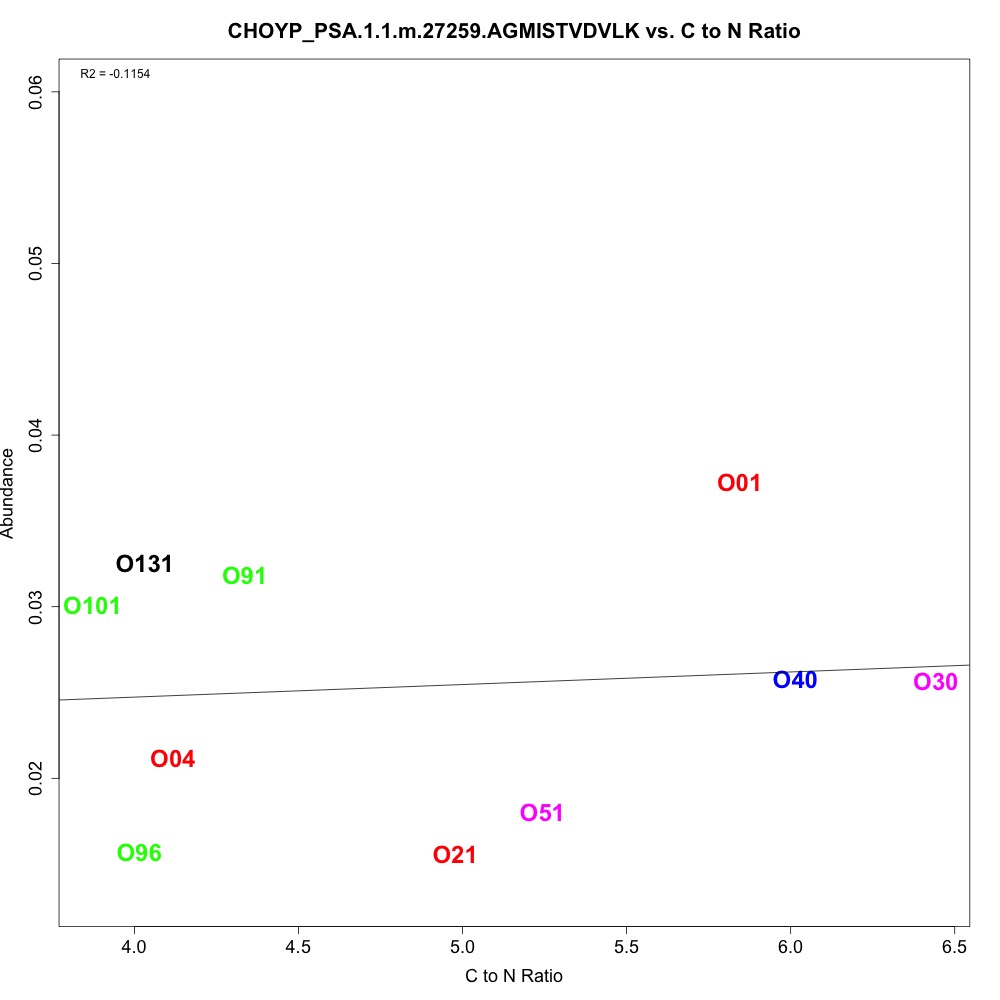 CHOYP_PSA.1.1.m.27259.AGMISTVDVLK vs. C to N Ratio
R2 = -0.1154
0.06
0.05
0.04
0.03
0.02
Abundance
O01
O131
O91
O101
O40
O30
O04
O51
O96
O21
4.0 4.5 5.0 5.5 6.0 6.5
C to N Ratio